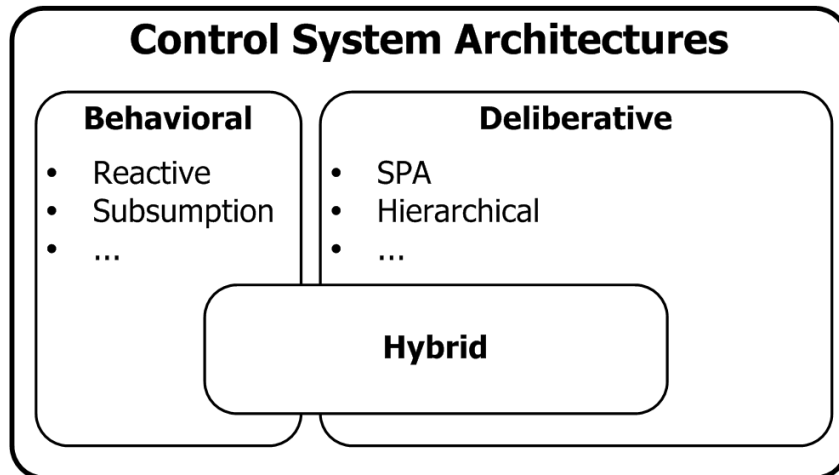 Control System Architectures
Behavioral
• Reactive
• Subsumption
• ...
Deliberative
• SPA
• Hierarchical
• ...
Hybrid